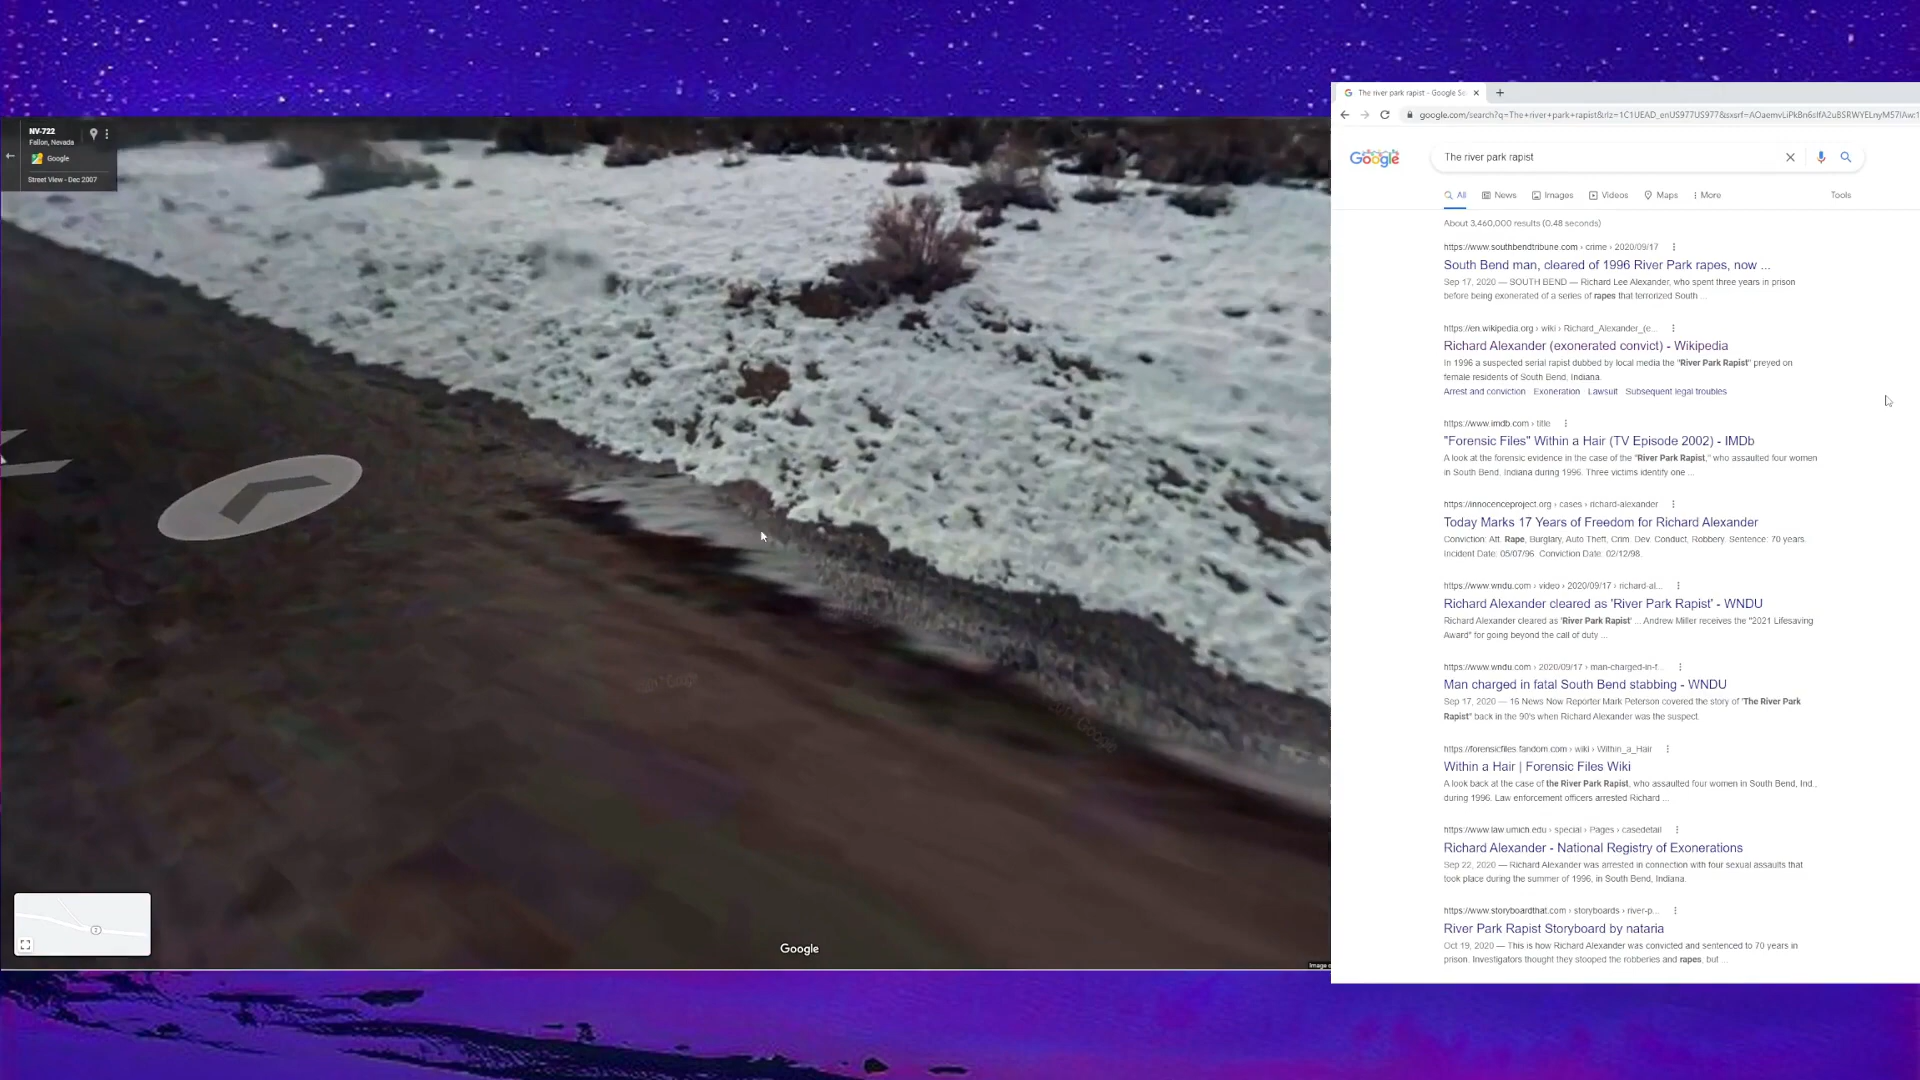 NV-722
Fallon, Nevada
Google
Street View - Dec 2007
Google
The river park rapist - Google Se
google.com/search?q=The+river+park+rapist&rlz=1C1UEAD_enUS977US977&sxsrf=
Google
The river park rapist
All News Images Videos Maps More Tools
About 3,460,000 results (0.48 seconds)
https://www.southbendtribune.com › crime › 2020/09/17
South Bend man, cleared of 1996 River Park rapes, now ...
Sep 17, 2020 — SOUTH BEND — Richard Lee Alexander, who spent three years in prison
before being exonerated of a series of rapes that terrorized South ...
https://en.wikipedia.org › wiki › Richard_Alexander_(e...
Richard Alexander (exonerated convict) - Wikipedia
In 1996 a suspected serial rapist dubbed by local media the "River Park Rapist" preyed on
female residents of South Bend, Indiana.
Arrest and conviction Exoneration Lawsuit Subsequent legal troubles
https://www.imdb.com › title
"Forensic Files" Within a Hair (TV Episode 2002) - IMDb
A look at the forensic evidence in the case of the "River Park Rapist," who assaulted four women
in South Bend, Indiana during 1996. Three victims identify one ...
https://innocenceproject.org › cases › richard-alexander
Today Marks 17 Years of Freedom for Richard Alexander
Conviction: Att. Rape, Burglary, Auto Theft, Crim. Dev. Conduct, Robbery. Sentence: 70 years.
Incident Date: 05/07/96. Conviction Date: 02/12/98.
https://www.wndu.com › video › 2020/09/17 › richard-al...
Richard Alexander cleared as 'River Park Rapist' - WNDU
Richard Alexander cleared as 'River Park Rapist' ... Andrew Miller receives the "2021 Lifesaving
Award" for going beyond the call of duty ...
https://www.wndu.com › 2020/09/17 › man-charged-in-f...
Man charged in fatal South Bend stabbing - WNDU
Sep 17, 2020 — 16 News Now Reporter Mark Peterson covered the story of 'The River Park
Rapist" back in the 90's when Richard Alexander was the suspect.
https://forensicfiles.fandom.com › wiki › Within_a_Hair
Within a Hair | Forensic Files Wiki
A look back at the case of the River Park Rapist, who assaulted four women in South Bend, Ind.,
during 1996. Law enforcement officers arrested Richard ...
https://www.law.umich.edu › special › Pages › casedetail
Richard Alexander - National Registry of Exonerations
Sep 22, 2020 — Richard Alexander was arrested in connection with four sexual assaults that
took place during the summer of 1996, in South Bend, Indiana.
https://www.storyboardthat.com › storyboards › river-p...
River Park Rapist Storyboard by nataria
Oct 19, 2020 — This is how Richard Alexander was convicted and sentenced to 70 years in
prison. Investigators thought they stooped the robberies and rapes, but ...
2
Google
Image